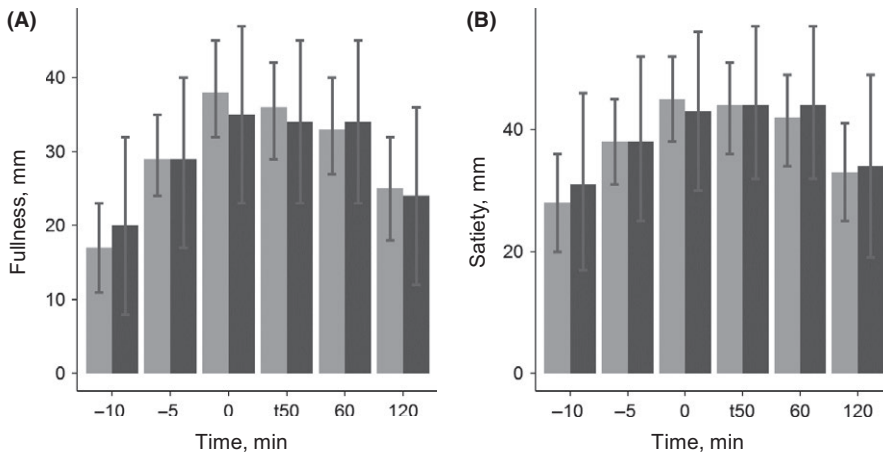 (A)
Fullness, mm
40
30
20
10
0
–10 –5 0 t50 60 120
Time, min
(B)
Satiety, mm
40
20
0
–10 –5 0 t50 60 120
Time, min